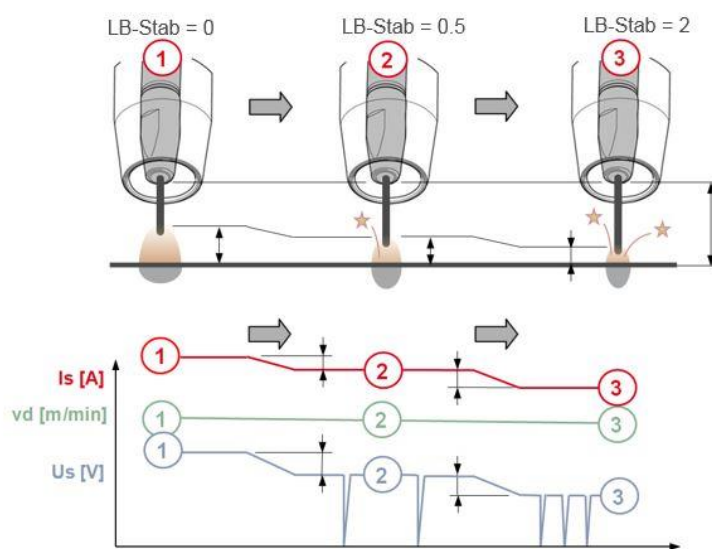 LB-Stab = 0
LB-Stab = 0.5
LB-Stab = 2
1
2
3
Is [A]
1
2
3
vd [m/min]
1
2
3
Us [V]
1
2
3